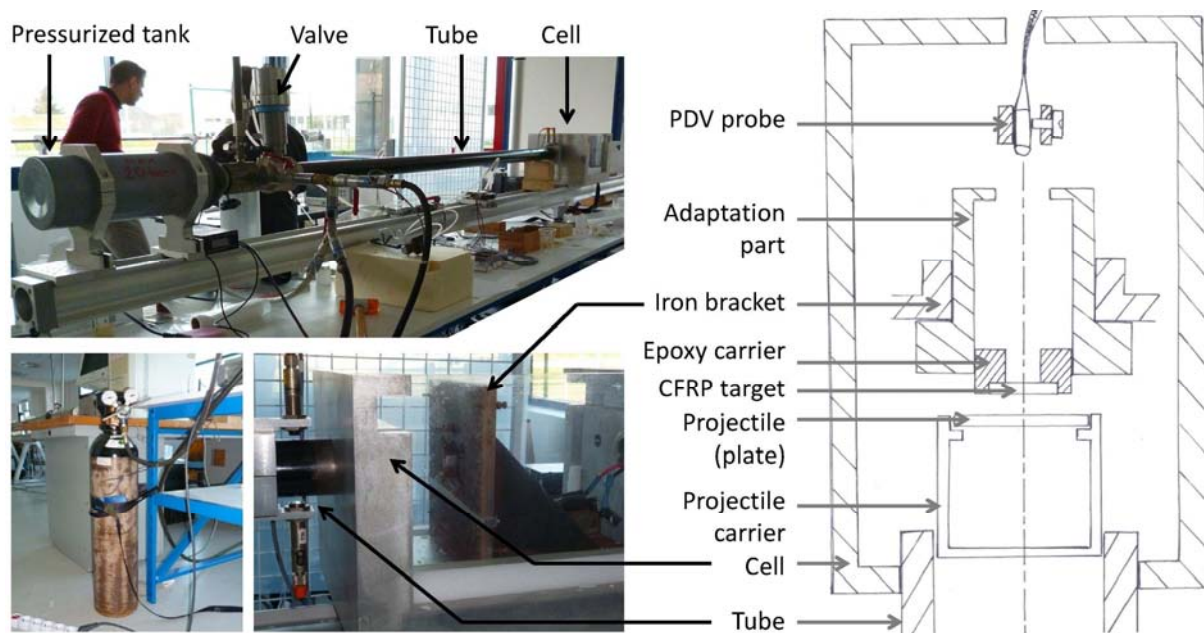 Pressurized tank
Valve
Tube
Cell
PDV probe
Adaptation
part
Iron bracket
Epoxy carrier
CFRP target
Projectile
(plate)
Projectile
carrier
Cell
Tube